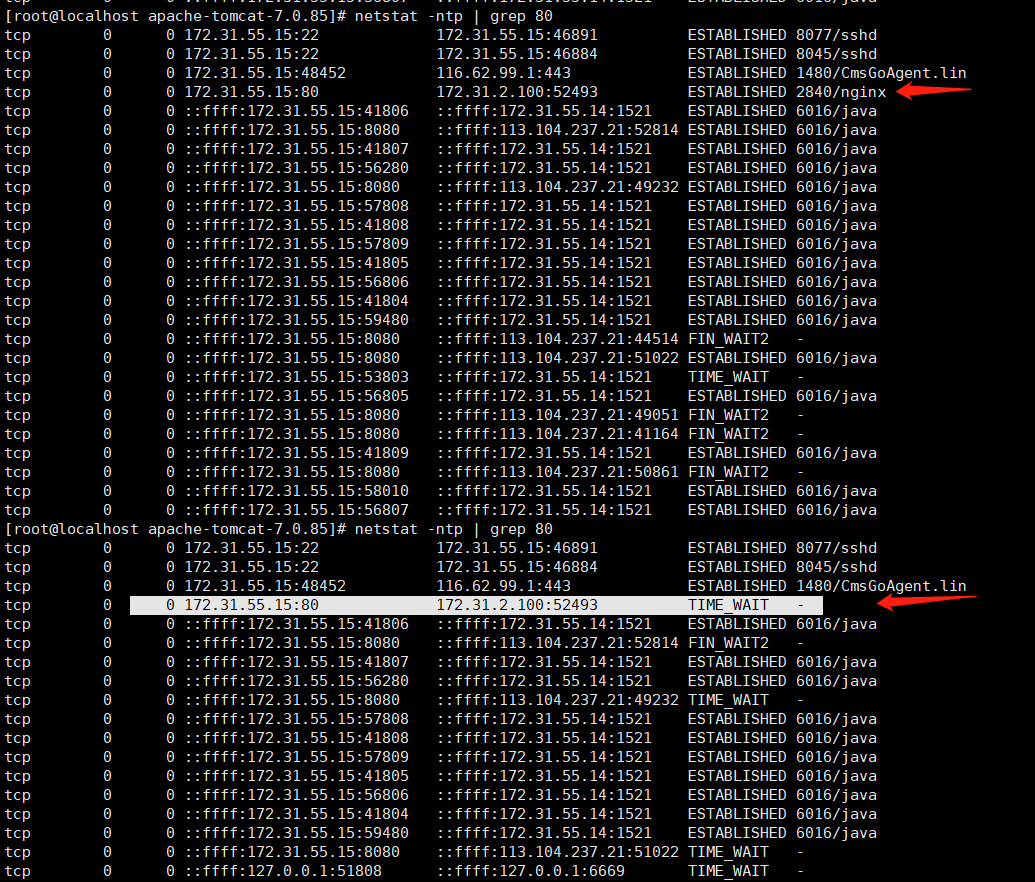 tcp 0 0 ::ffff:172.31.55.15:56807 ::ffff:172.31.55.14:1521 ESTABLISHED 6016/java
[root@localhost apache-tomcat-7.0.85]# netstat -ntp | grep 80
tcp 0 0 172.31.55.15:22 172.31.55.15:46891 ESTABLISHED 8077/sshd
tcp 0 0 172.31.55.15:22 172.31.55.15:46884 ESTABLISHED 8045/sshd
tcp 0 0 172.31.55.15:48452 116.62.99.1:443 ESTABLISHED 1480/CmsGoAgent.lin
tcp 0 0 172.31.55.15:80 172.31.2.100:52493 ESTABLISHED 2840/nginx
tcp 0 0 ::ffff:172.31.55.15:41806 ::ffff:172.31.55.14:1521 ESTABLISHED 6016/java
tcp 0 0 ::ffff:172.31.55.15:8080 ::ffff:113.104.237.21:52814 ESTABLISHED 6016/java
tcp 0 0 ::ffff:172.31.55.15:41807 ::ffff:172.31.55.14:1521 ESTABLISHED 6016/java
tcp 0 0 ::ffff:172.31.55.15:56280 ::ffff:172.31.55.14:1521 ESTABLISHED 6016/java
tcp 0 0 ::ffff:172.31.55.15:8080 ::ffff:113.104.237.21:49232 ESTABLISHED 6016/java
tcp 0 0 ::ffff:172.31.55.15:57808 ::ffff:172.31.55.14:1521 ESTABLISHED 6016/java
tcp 0 0 ::ffff:172.31.55.15:41808 ::ffff:172.31.55.14:1521 ESTABLISHED 6016/java
tcp 0 0 ::ffff:172.31.55.15:57809 ::ffff:172.31.55.14:1521 ESTABLISHED 6016/java
tcp 0 0 ::ffff:172.31.55.15:41805 ::ffff:172.31.55.14:1521 ESTABLISHED 6016/java
tcp 0 0 ::ffff:172.31.55.15:56806 ::ffff:172.31.55.14:1521 ESTABLISHED 6016/java
tcp 0 0 ::ffff:172.31.55.15:41804 ::ffff:172.31.55.14:1521 ESTABLISHED 6016/java
tcp 0 0 ::ffff:172.31.55.15:59480 ::ffff:172.31.55.14:1521 ESTABLISHED 6016/java
tcp 0 0 ::ffff:172.31.55.15:8080 ::ffff:113.104.237.21:44514 FIN_WAIT2 -
tcp 0 0 ::ffff:172.31.55.15:8080 ::ffff:113.104.237.21:51022 ESTABLISHED 6016/java
tcp 0 0 ::ffff:172.31.55.15:53803 ::ffff:172.31.55.14:1521 TIME_WAIT -
tcp 0 0 ::ffff:172.31.55.15:56805 ::ffff:172.31.55.14:1521 ESTABLISHED 6016/java
tcp 0 0 ::ffff:172.31.55.15:8080 ::ffff:113.104.237.21:49051 FIN_WAIT2 -
tcp 0 0 ::ffff:172.31.55.15:8080 ::ffff:113.104.237.21:41164 FIN_WAIT2 -
tcp 0 0 ::ffff:172.31.55.15:41809 ::ffff:172.31.55.14:1521 ESTABLISHED 6016/java
tcp 0 0 ::ffff:172.31.55.15:8080 ::ffff:113.104.237.21:50861 FIN_WAIT2 -
tcp 0 0 ::ffff:172.31.55.15:58010 ::ffff:172.31.55.14:1521 ESTABLISHED 6016/java
tcp 0 0 ::ffff:172.31.55.15:56807 ::ffff:172.31.55.14:1521 ESTABLISHED 6016/java
[root@localhost apache-tomcat-7.0.85]# netstat -ntp | grep 80
tcp 0 0 172.31.55.15:22 172.31.55.15:46891 ESTABLISHED 8077/sshd
tcp 0 0 172.31.55.15:22 172.31.55.15:46884 ESTABLISHED 8045/sshd
tcp 0 0 172.31.55.15:48452 116.62.99.1:443 ESTABLISHED 1480/CmsGoAgent.lin
tcp 0 0 172.31.55.15:80 172.31.2.100:52493 TIME_WAIT -
tcp 0 0 ::ffff:172.31.55.15:41806 ::ffff:172.31.55.14:1521 ESTABLISHED 6016/java
tcp 0 0 ::ffff:172.31.55.15:8080 ::ffff:113.104.237.21:52814 FIN_WAIT2 -
tcp 0 0 ::ffff:172.31.55.15:41807 ::ffff:172.31.55.14:1521 ESTABLISHED 6016/java
tcp 0 0 ::ffff:172.31.55.15:56280 ::ffff:172.31.55.14:1521 ESTABLISHED 6016/java
tcp 0 0 ::ffff:172.31.55.15:8080 ::ffff:113.104.237.21:49232 TIME_WAIT -
tcp 0 0 ::ffff:172.31.55.15:57808 ::ffff:172.31.55.14:1521 ESTABLISHED 6016/java
tcp 0 0 ::ffff:172.31.55.15:41808 ::ffff:172.31.55.14:1521 ESTABLISHED 6016/java
tcp 0 0 ::ffff:172.31.55.15:57809 ::ffff:172.31.55.14:1521 ESTABLISHED 6016/java
tcp 0 0 ::ffff:172.31.55.15:41805 ::ffff:172.31.55.14:1521 ESTABLISHED 6016/java
tcp 0 0 ::ffff:172.31.55.15:56806 ::ffff:172.31.55.14:1521 ESTABLISHED 6016/java
tcp 0 0 ::ffff:172.31.55.15:41804 ::ffff:172.31.55.14:1521 ESTABLISHED 6016/java
tcp 0 0 ::ffff:172.31.55.15:59480 ::ffff:172.31.55.14:1521 ESTABLISHED 6016/java
tcp 0 0 ::ffff:172.31.55.15:8080 ::ffff:113.104.237.21:51022 TIME_WAIT -
tcp 0 0 ::ffff:127.0.0.1:51808 ::ffff:127.0.0.1:6669 TIME_WAIT -